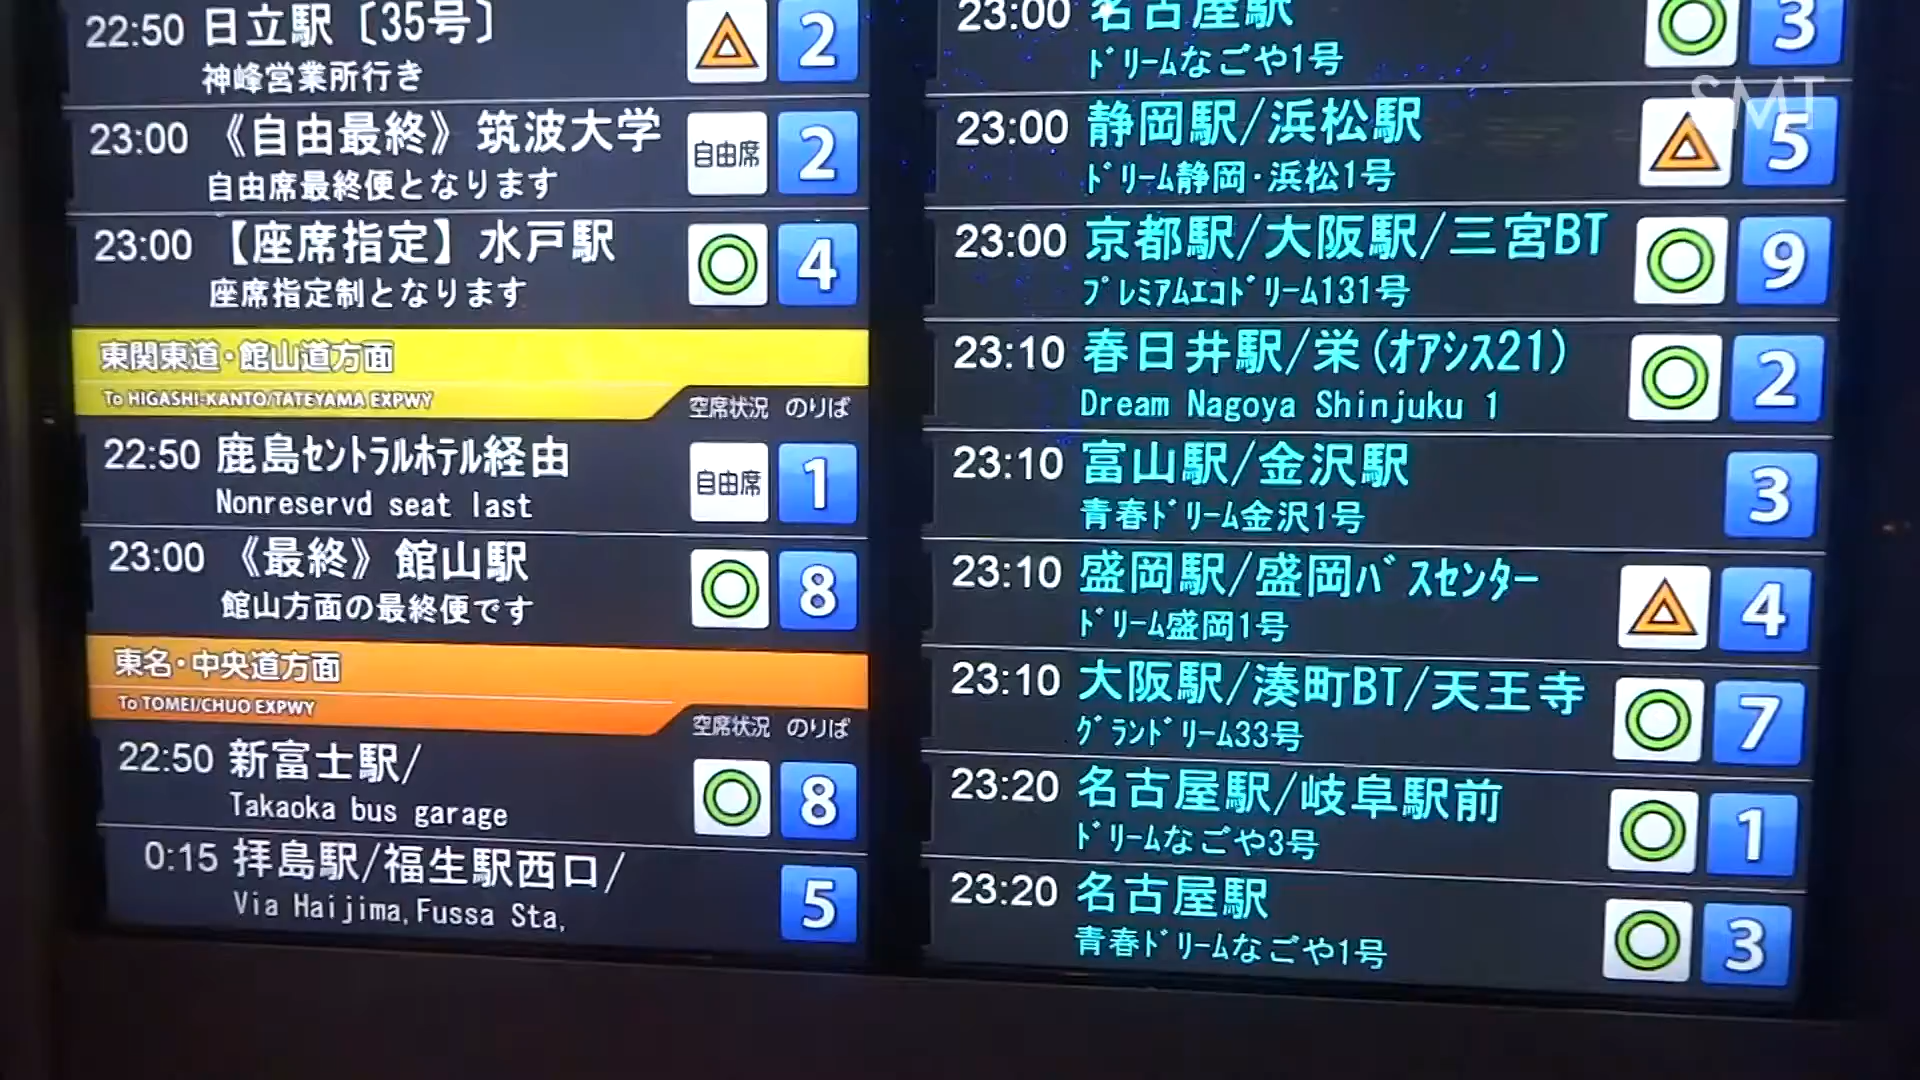 22:50 日立駅〔35号〕 2
神峰営業所行き
23:00 《自由最終》筑波大学 自由席 2
自由席最終便となります
23:00 【座席指定】水戸駅 4
座席指定制となります
東関東道・館山道方面
To HIGASHI-KANTO/TATEYAMA EXPWY 空席状況 のりば
22:50 鹿島ｾﾝﾄﾗﾙﾎﾃﾙ経由 自由席 1
Nonreservd seat last
23:00 《最終》館山駅 8
館山方面の最終便です
東名・中央道方面
To TOMEI/CHUO EXPWY 空席状況 のりば
22:50 新富士駅/ 8
Takaoka bus garage
0:15 拝島駅/福生駅西口/ 5
Via Haijima,Fussa Sta,
23:00 名古屋駅 3
ﾄﾞﾘｰﾑなごや1号
SMT
23:00 静岡駅/浜松駅 5
ﾄﾞﾘｰﾑ静岡･浜松1号
23:00 京都駅/大阪駅/三宮BT 9
ﾌﾟﾚﾐｱﾑｴｺﾄﾞﾘｰﾑ131号
23:10 春日井駅/栄(ｵｱｼｽ21) 2
Dream Nagoya Shinjuku 1
23:10 富山駅/金沢駅 3
青春ﾄﾞﾘｰﾑ金沢1号
23:10 盛岡駅/盛岡ﾊﾞｽｾﾝﾀｰ 4
ﾄﾞﾘｰﾑ盛岡1号
23:10 大阪駅/湊町BT/天王寺 7
ｸﾞﾗﾝﾄﾞﾘｰﾑ33号
23:20 名古屋駅/岐阜駅前 1
ﾄﾞﾘｰﾑなごや3号
23:20 名古屋駅 3
青春ﾄﾞﾘｰﾑなごや1号